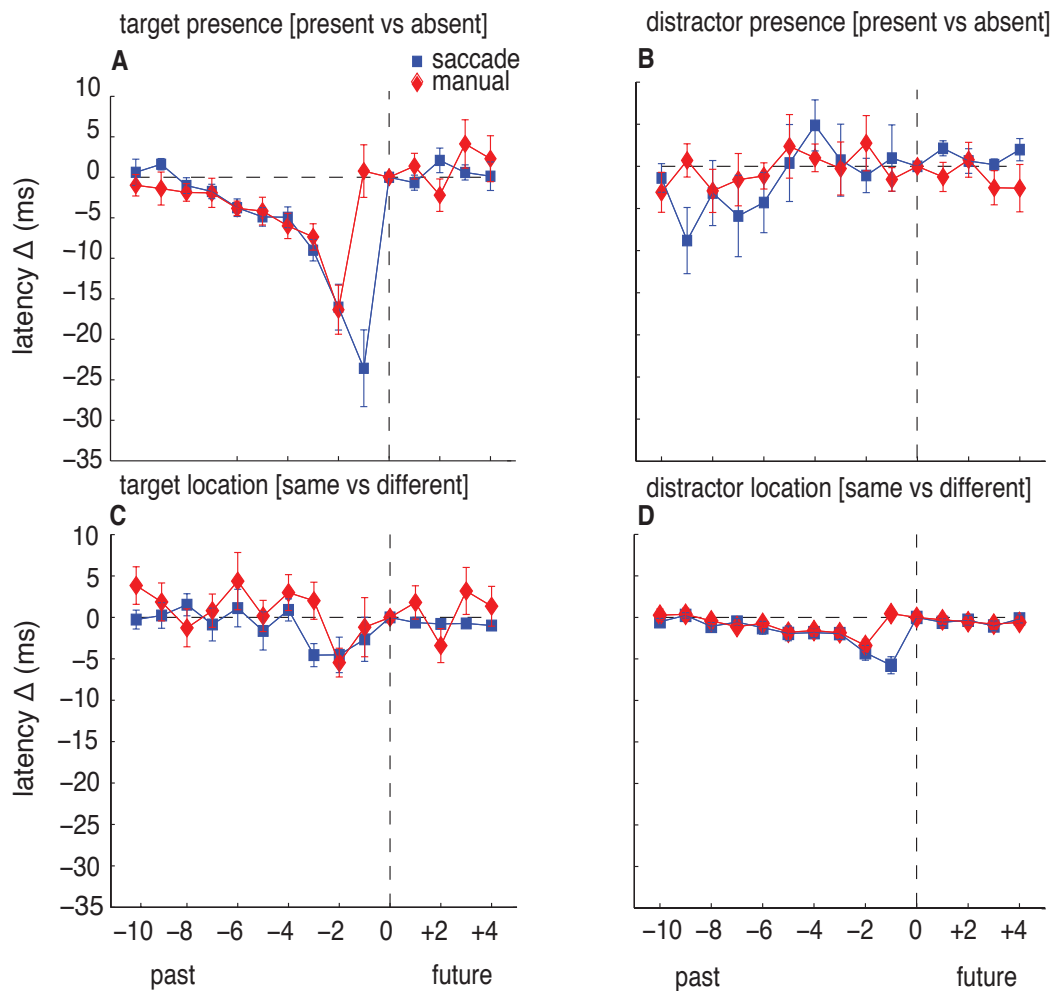 target presence [present vs absent]
distractor presence [present vs absent]
A
saccade
manual
B
10
5
0
−5
−10
−15
−20
−25
−30
−35
latency Δ (ms)
target location [same vs different]
distractor location [same vs different]
C
D
10
5
0
−5
−10
−15
−20
−25
−30
−35
latency Δ (ms)
−10 −8 −6 −4 −2 0 +2 +4
−10 −8 −6 −4 −2 0 +2 +4
past future
past future